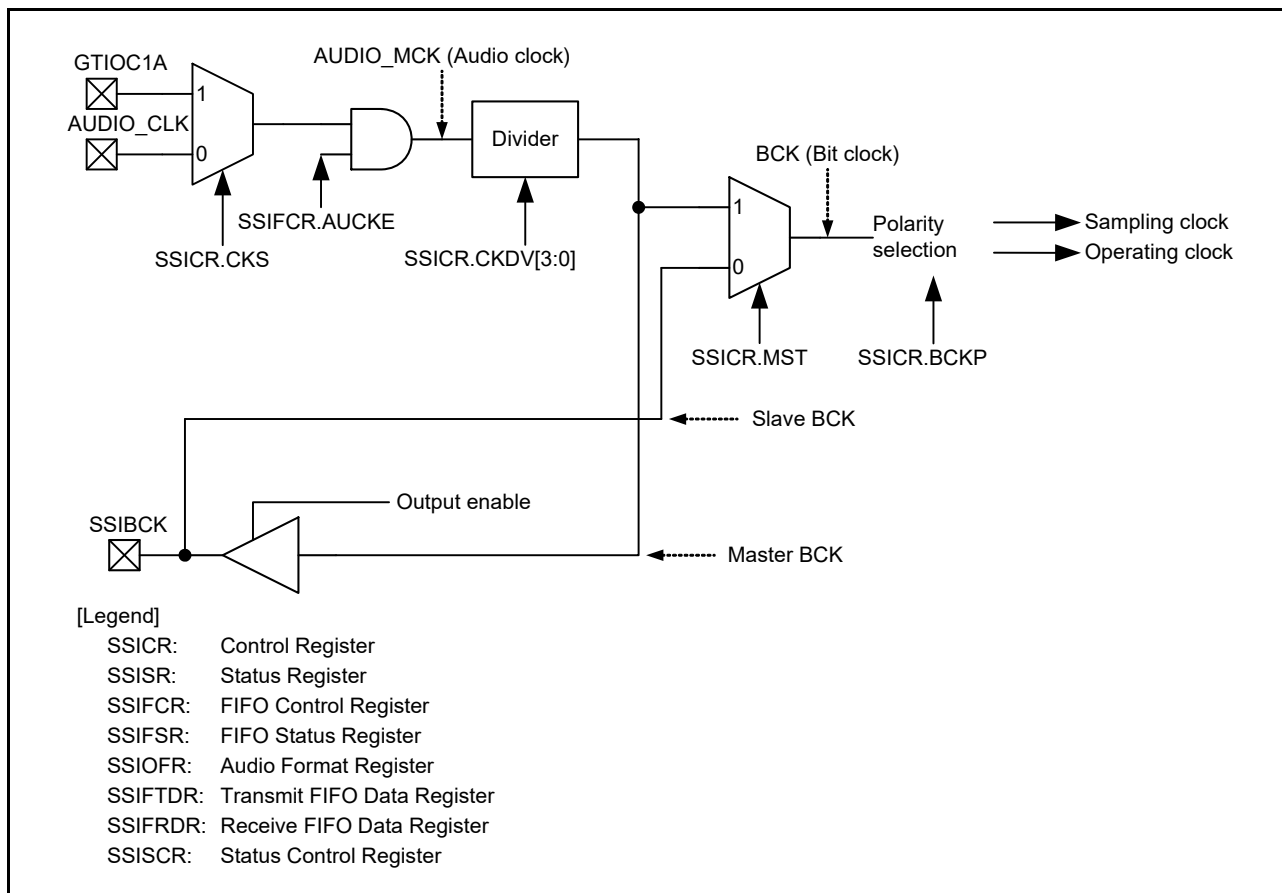 GTIOC1A
AUDIO_MCK (Audio clock)
1
AUDIO_CLK
0
Divider
BCK (Bit clock)
SSIFCR.AUCKE
SSICR.CKS
SSICR.CKDV[3:0]
1
0
Polarity
selection
Sampling clock
Operating clock
SSICR.MST
SSICR.BCKP
Slave BCK
Output enable
SSIBCK
Master BCK
[Legend]
SSICR: Control Register
SSISR: Status Register
SSIFCR: FIFO Control Register
SSIFSR: FIFO Status Register
SSIOFR: Audio Format Register
SSIFTDR: Transmit FIFO Data Register
SSIFRDR: Receive FIFO Data Register
SSISCR: Status Control Register